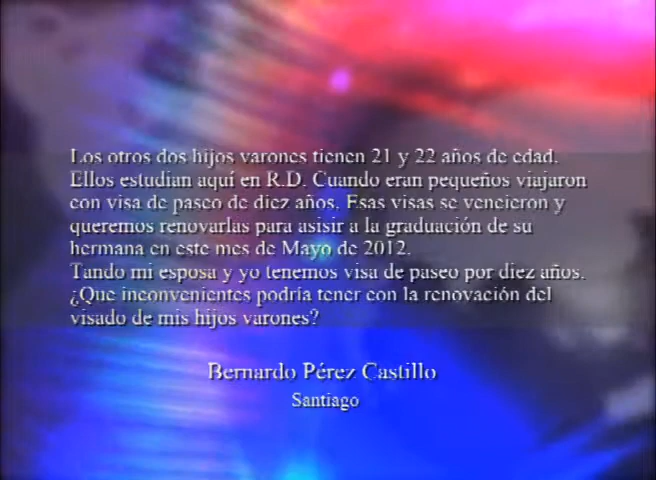 Los otros dos hijos varones tienen 21 y 22 años de edad.
Ellos estudian aquí en R.D. Cuando eran pequeños viajaron
con visa de paseo de diez años. Esas visas se vencieron y
queremos renovarlas para asisir a la graduación de su
hermana en este mes de Mayo de 2012.
Tando mi esposa y yo tenemos visa de paseo por diez años.
¿Que inconvenientes podría tener con la renovación del
visado de mis hijos varones?
Bernardo Pérez Castillo
Santiago